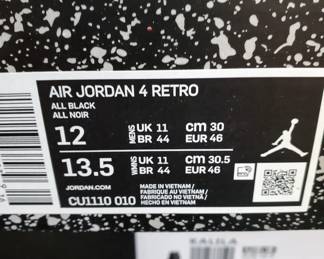 AIR JORDAN 4 RETRO
ALL BLACK
ALL NOIR
12 MENS UK 11 cm 30
BR 44 EUR 46
13.5 WMNS UK 11 cm 30.5
BR 44 EUR 46
JORDAN.COM
CU1110 010
MADE IN VIETNAM /
FABRIQUE AU VIETNAM /
FABRICADO NO VIETNÃ /
HECHO EN VIETNAM
KALILA